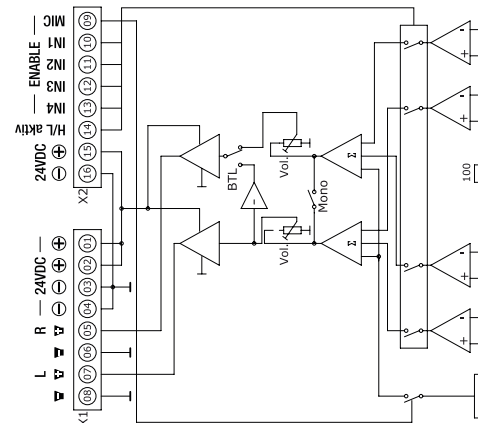 MIC
09
IN1
10
ENABLE
IN2
11
IN3
12
IN4
13
H/L aktiv
14
15
24VDC
16
X2
01
02
24VDC
03
04
R
05
06
L
07
08
X1
BTL
Vol.
Mono
Vol.
Σ
Σ
100
- +
- +
- +
- +